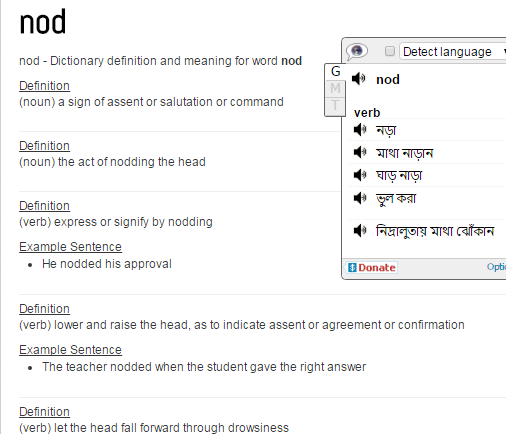 nod
nod - Dictionary definition and meaning for word nod
Definition
(noun) a sign of assent or salutation or command
Definition
(noun) the act of nodding the head
Definition
(verb) express or signify by nodding
Example Sentence
He nodded his approval
Definition
(verb) lower and raise the head, as to indicate assent or agreement or confirmation
Example Sentence
The teacher nodded when the student gave the right answer
Definition
(verb) let the head fall forward through drowsiness
Detect language
G
M
T
nod
verb
নড়া
মাথা নাড়ান
ঘাড় নাড়া
ভুল করা
নিদ্রালুতায় মাথা ঝোঁকান
Donate
Optio